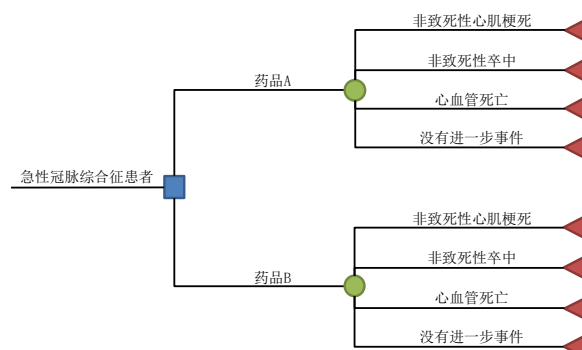 非致死性心肌梗死
非致死性卒中
药品A
心血管死亡
没有进一步事件
急性冠脉综合征患者
非致死性心肌梗死
非致死性卒中
药品B
心血管死亡
没有进一步事件